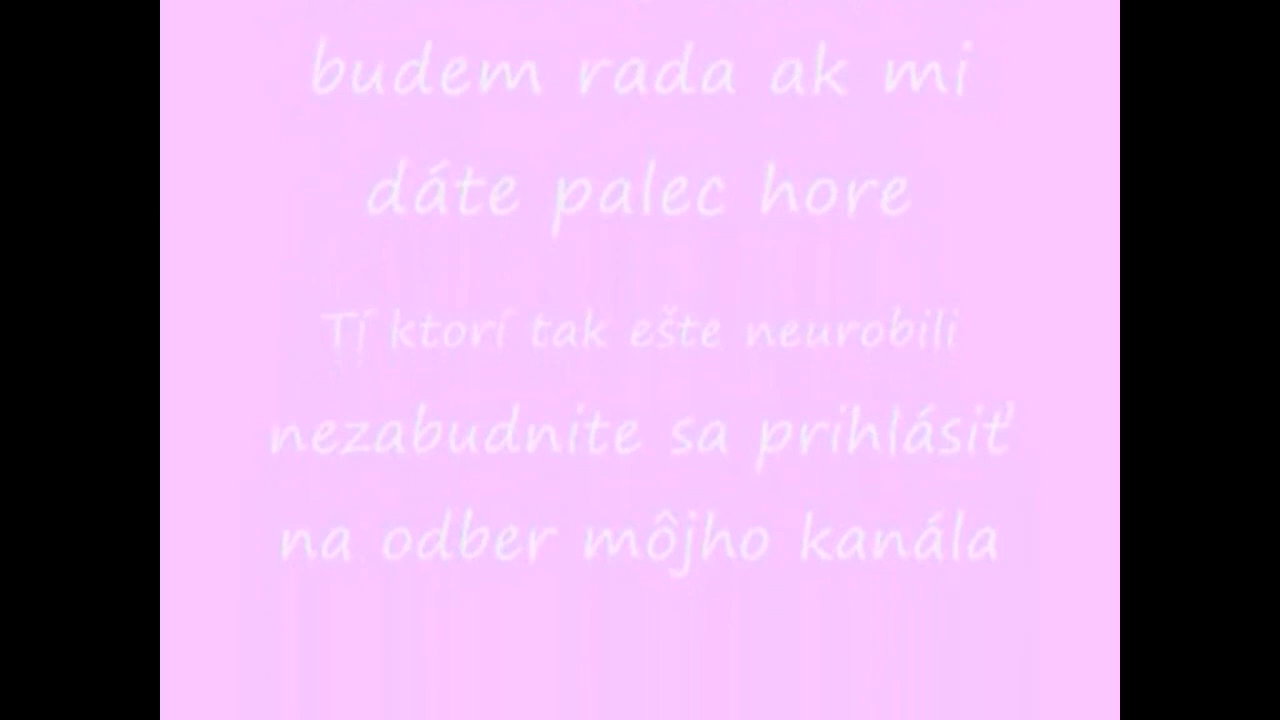 budem rada ak mi
dáte palec hore
Tí ktorí tak ešte neurobili
nezabudnite sa prihlásiť
na odber môjho kanála